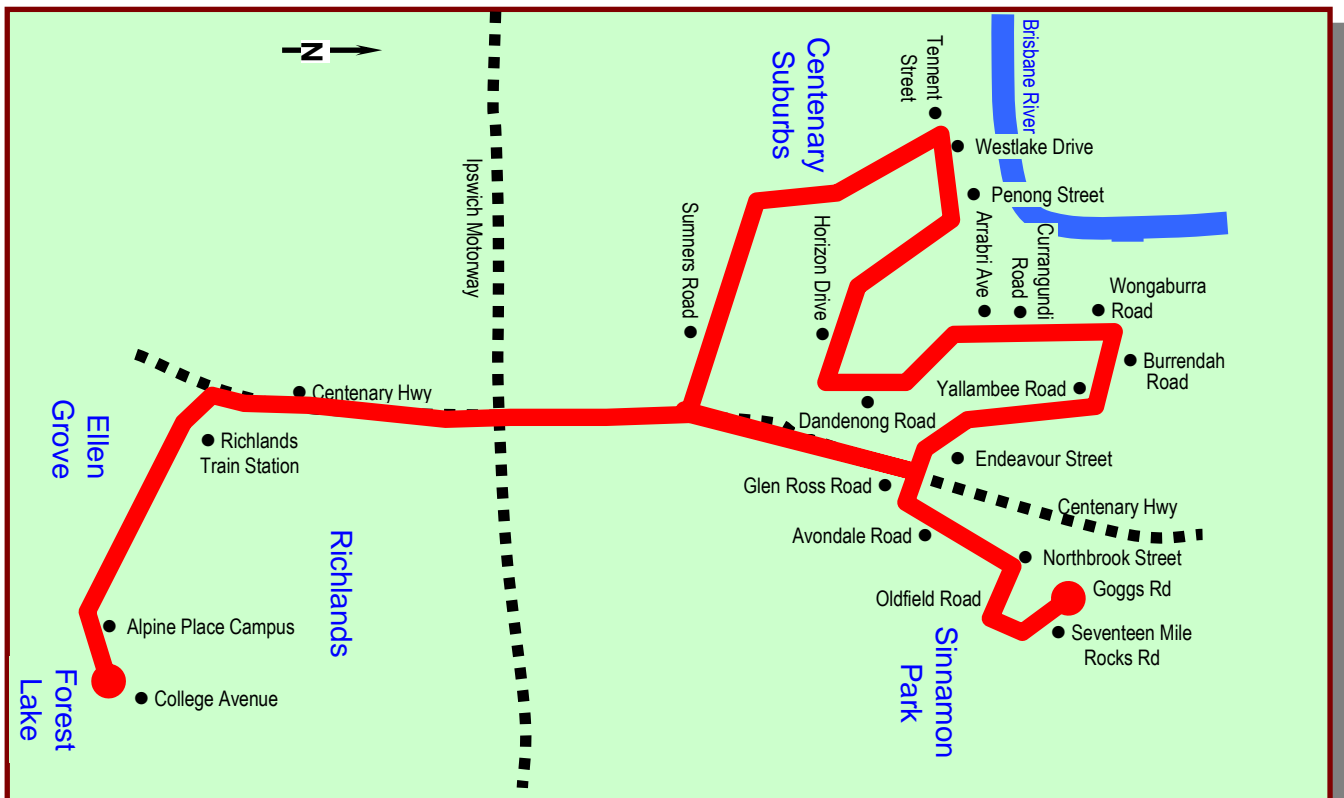 N
Tennent
Street
Brisbane River
Centenary
Suburbs
Westlake Drive
Penong Street
Ipswich Motorway
Sumners Road
Horizon Drive
Arrabri Ave
Currangundi
Road
Wongaburra
Road
Burrendah
Road
Yallambee Road
Centenary Hwy
Dandenong Road
Ellen
Grove
Richlands
Train Station
Endeavour Street
Glen Ross Road
Centenary Hwy
Avondale Road
Northbrook Street
Richlands
Oldfield Road
Goggs Rd
Alpine Place Campus
Seventeen Mile
Rocks Rd
Sinnamon
Park
College Avenue
Forest
Lake